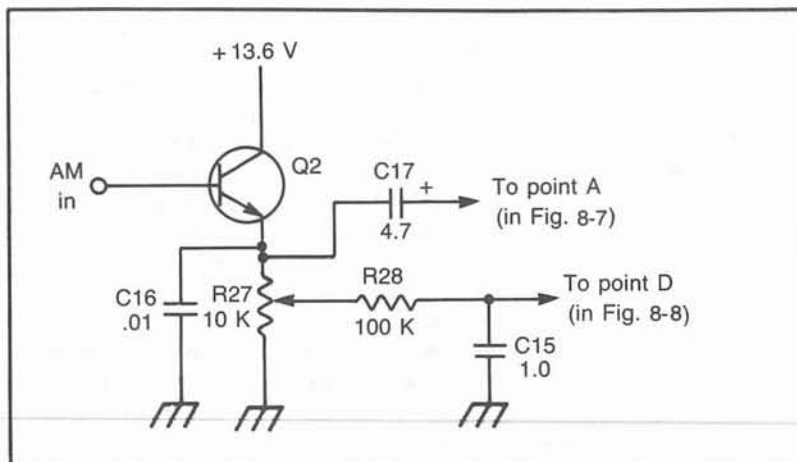 + 13.6 V
AM
in
Q2
C17
+
4.7
To point A
(in Fig. 8-7)
C16
.01
R27
10 K
R28
100 K
To point D
(in Fig. 8-8)
C15
1.0